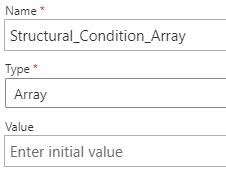 Name *
Structural_Condition_Array
Type *
Array
Value
Enter initial value